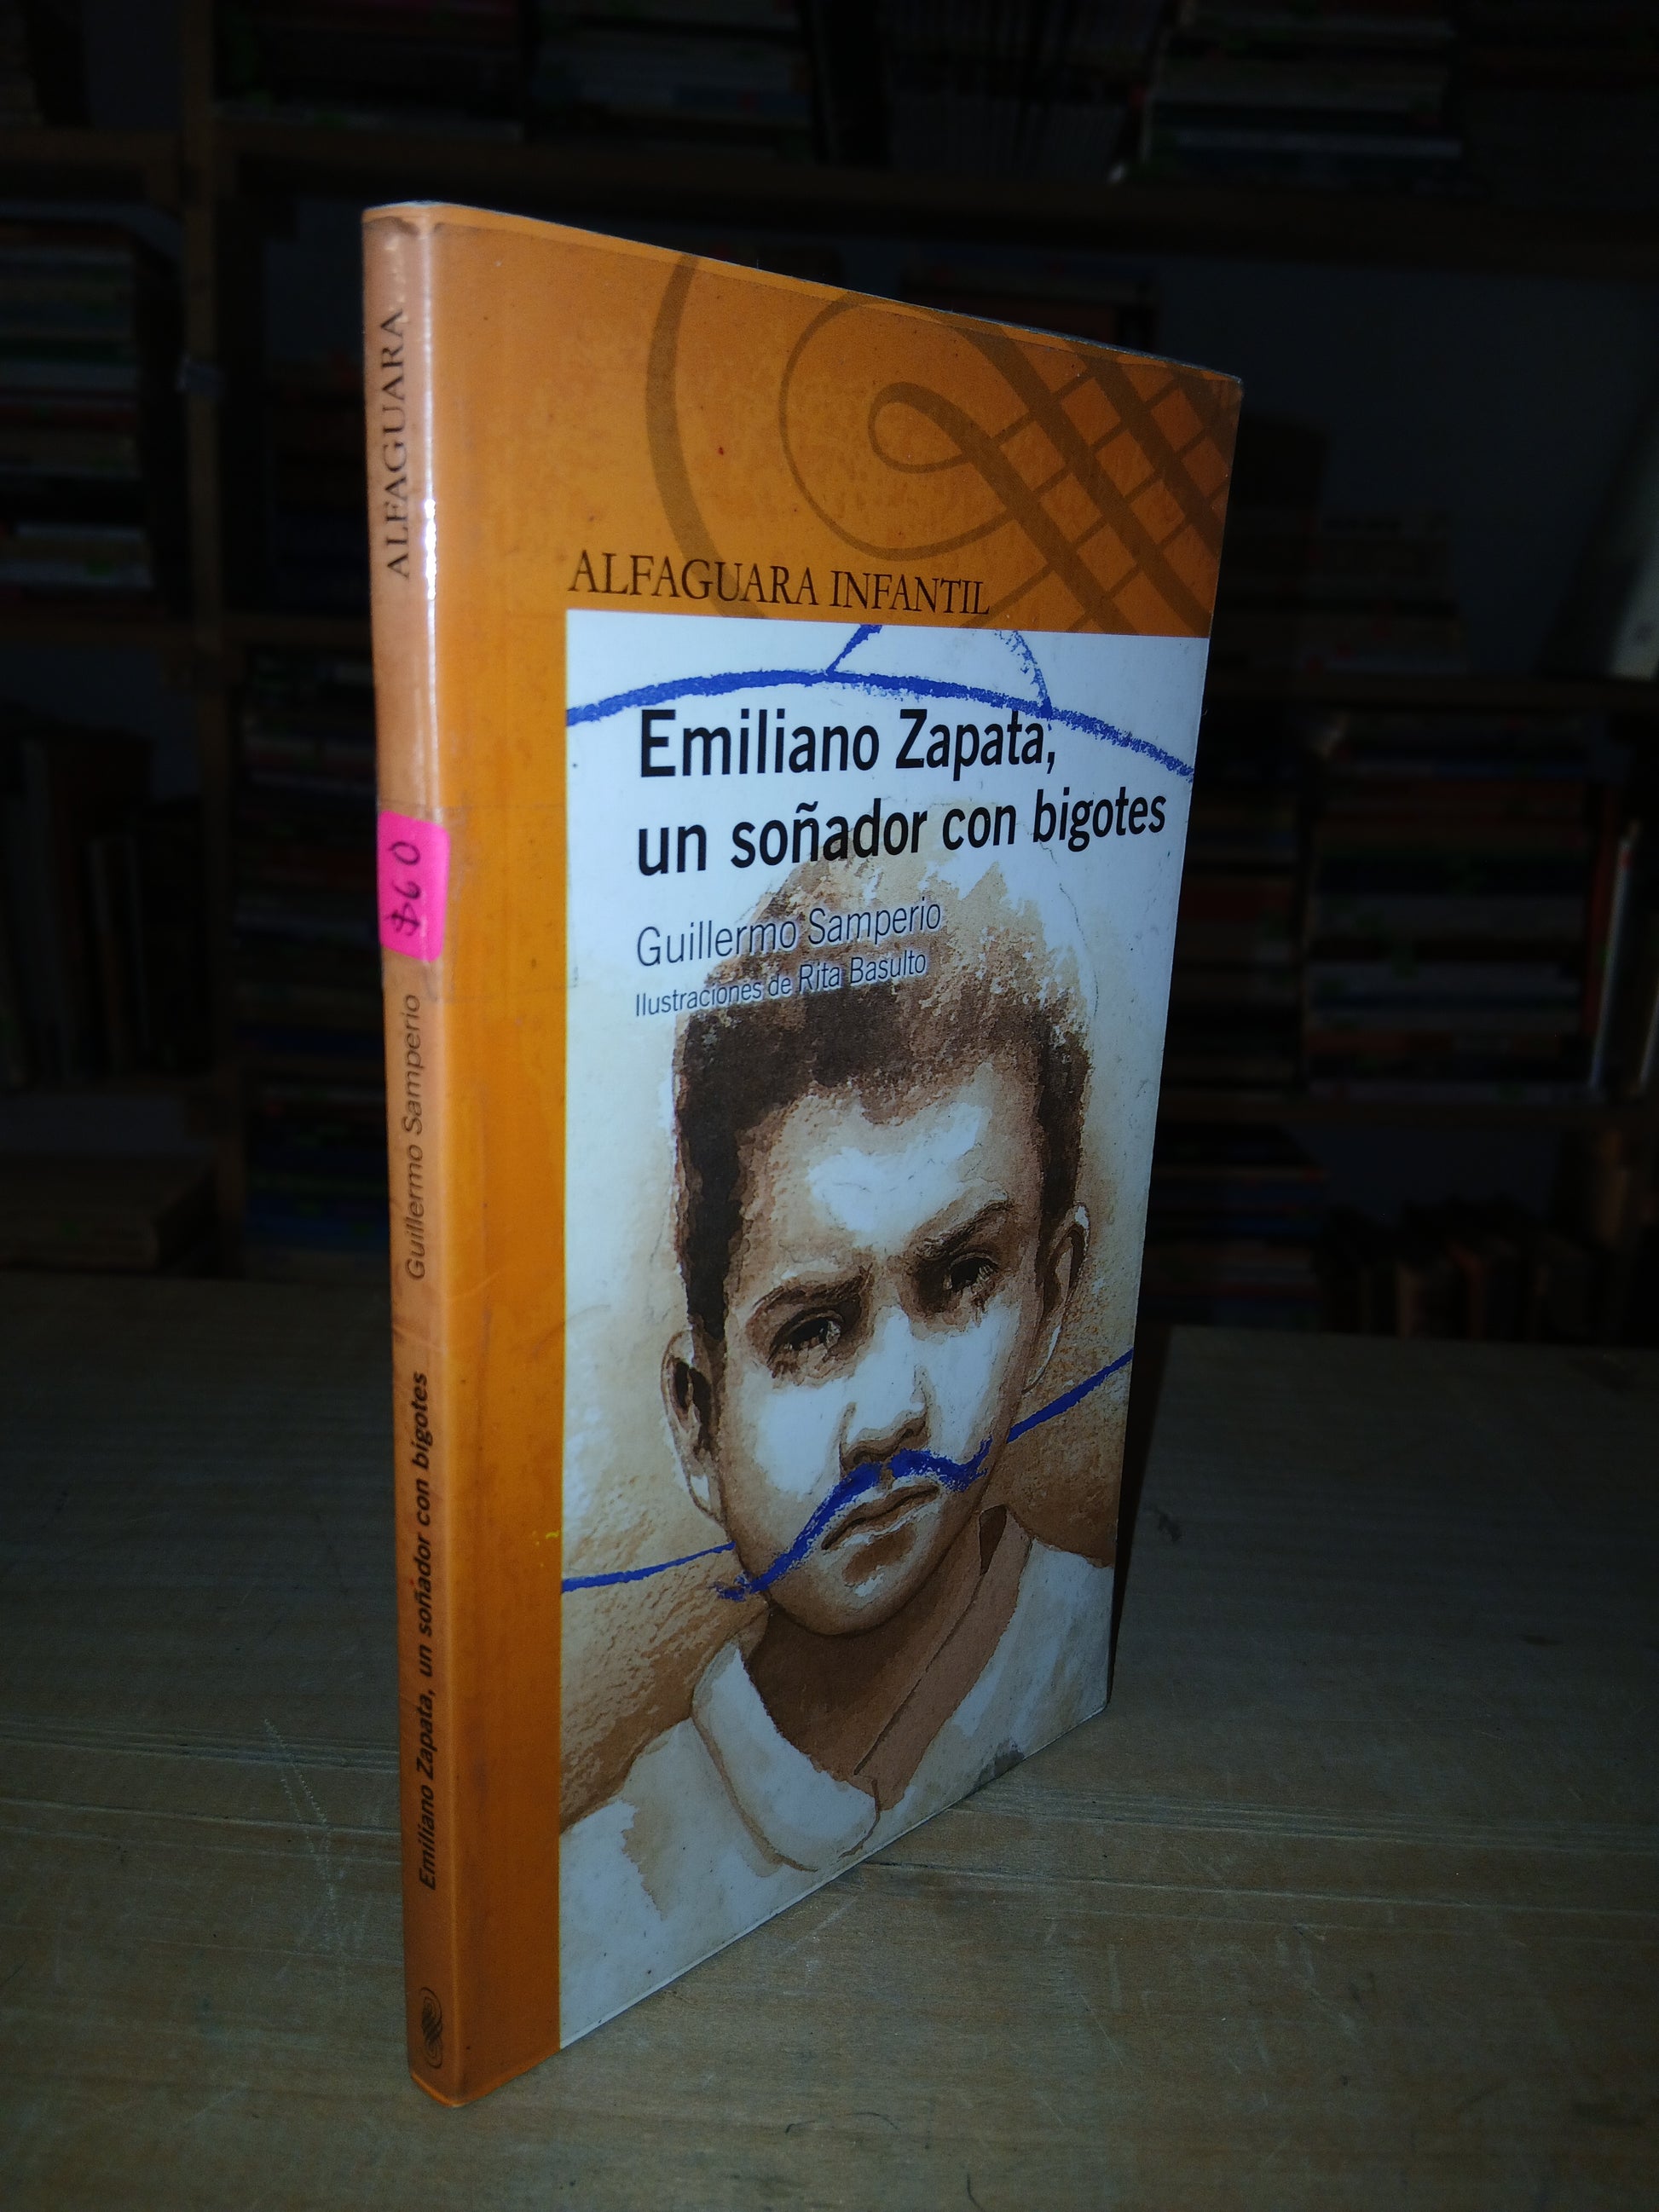 ALFAGUARA
$60
Guillermo Samperio
Emiliano Zapata, un soñador con bigotes
ALFAGUARA INFANTIL
Emiliano Zapata,
un soñador con bigotes
Guillermo Samperio
Ilustraciones de Rita Basulto